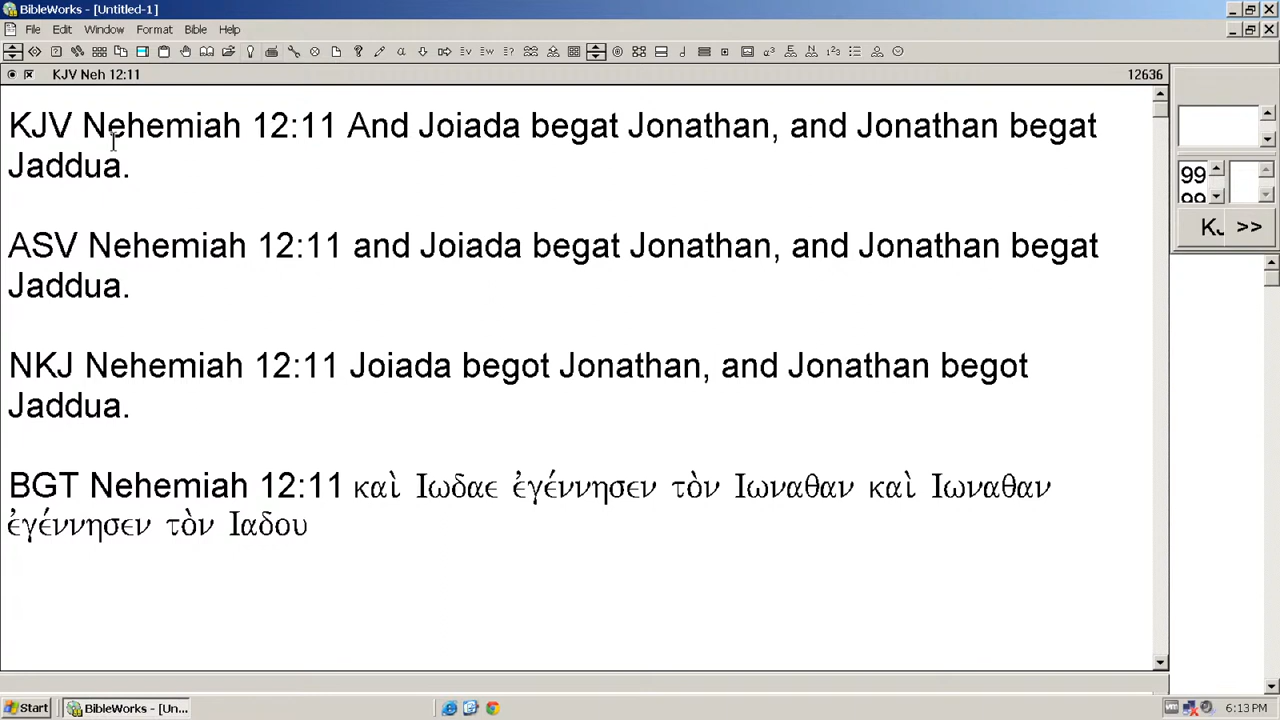 BibleWorks - [Untitled-1]
File Edit Window Format Bible Help
KJV Neh 12:11 12636
KJV Nehemiah 12:11 And Joiada begat Jonathan, and Jonathan begat
Jaddua.
99
ASV Nehemiah 12:11 and Joiada begat Jonathan, and Jonathan begat
Jaddua.
>>
NKJ Nehemiah 12:11 Joiada begot Jonathan, and Jonathan begot
Jaddua.
BGT Nehemiah 12:11 καὶ Ιωδαε ἐγέννησεν τὸν Ιωναθαν καὶ Ιωναθαν
ἐγέννησεν τὸν Ιαδου
Start BibleWorks - [Un... 6:13 PM